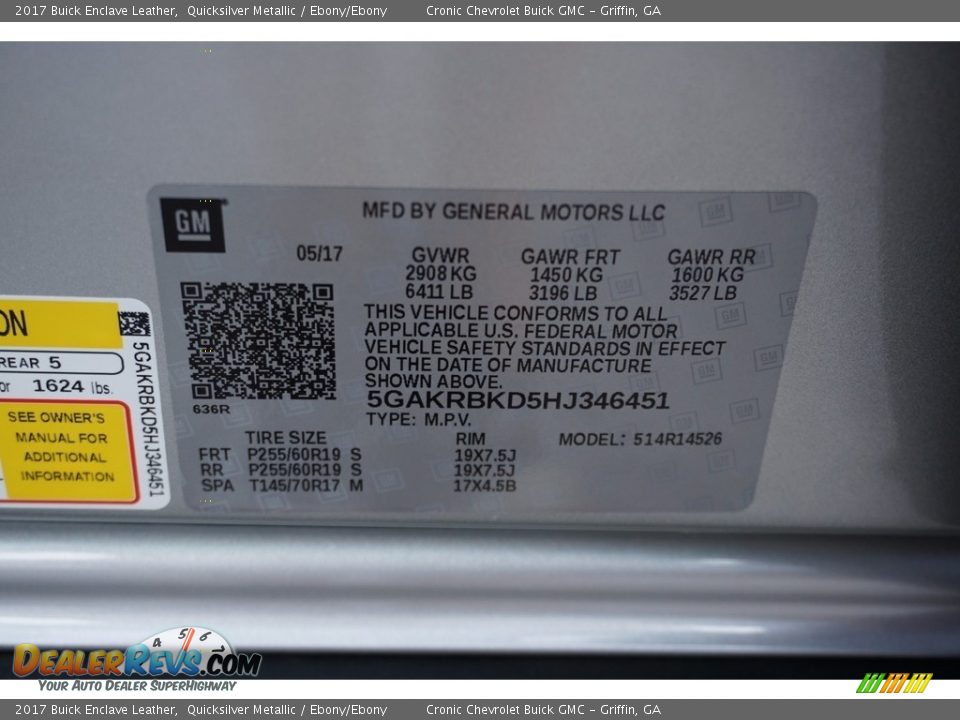 2017 Buick Enclave Leather, Quicksilver Metallic / Ebony/Ebony Cronic Chevrolet Buick GMC - Griffin, GA
GM
MFD BY GENERAL MOTORS LLC
05/17 GVWR GAWR FRT GAWR RR
2908 KG 1450 KG 1600 KG
6411 LB 3196 LB 3527 LB
THIS VEHICLE CONFORMS TO ALL
APPLICABLE U.S. FEDERAL MOTOR
VEHICLE SAFETY STANDARDS IN EFFECT
ON THE DATE OF MANUFACTURE
SHOWN ABOVE.
636R
5GAKRBKD5HJ346451
TYPE: M.P.V.
TIRE SIZE RIM MODEL: 514R14526
FRT P255/60R19 S 19X7.5J
RR P255/60R19 S 19X7.5J
SPA T145/70R17 M 17X4.5B
ON
REAR 5
or 1624 lbs.
SEE OWNER'S
MANUAL FOR
ADDITIONAL
INFORMATION
5GAKRBKD5HJ346451
4 5 6 7
DEALERREVS.COM
YOUR AUTO DEALER SUPERHIGHWAY
2017 Buick Enclave Leather, Quicksilver Metallic / Ebony/Ebony Cronic Chevrolet Buick GMC - Griffin, GA